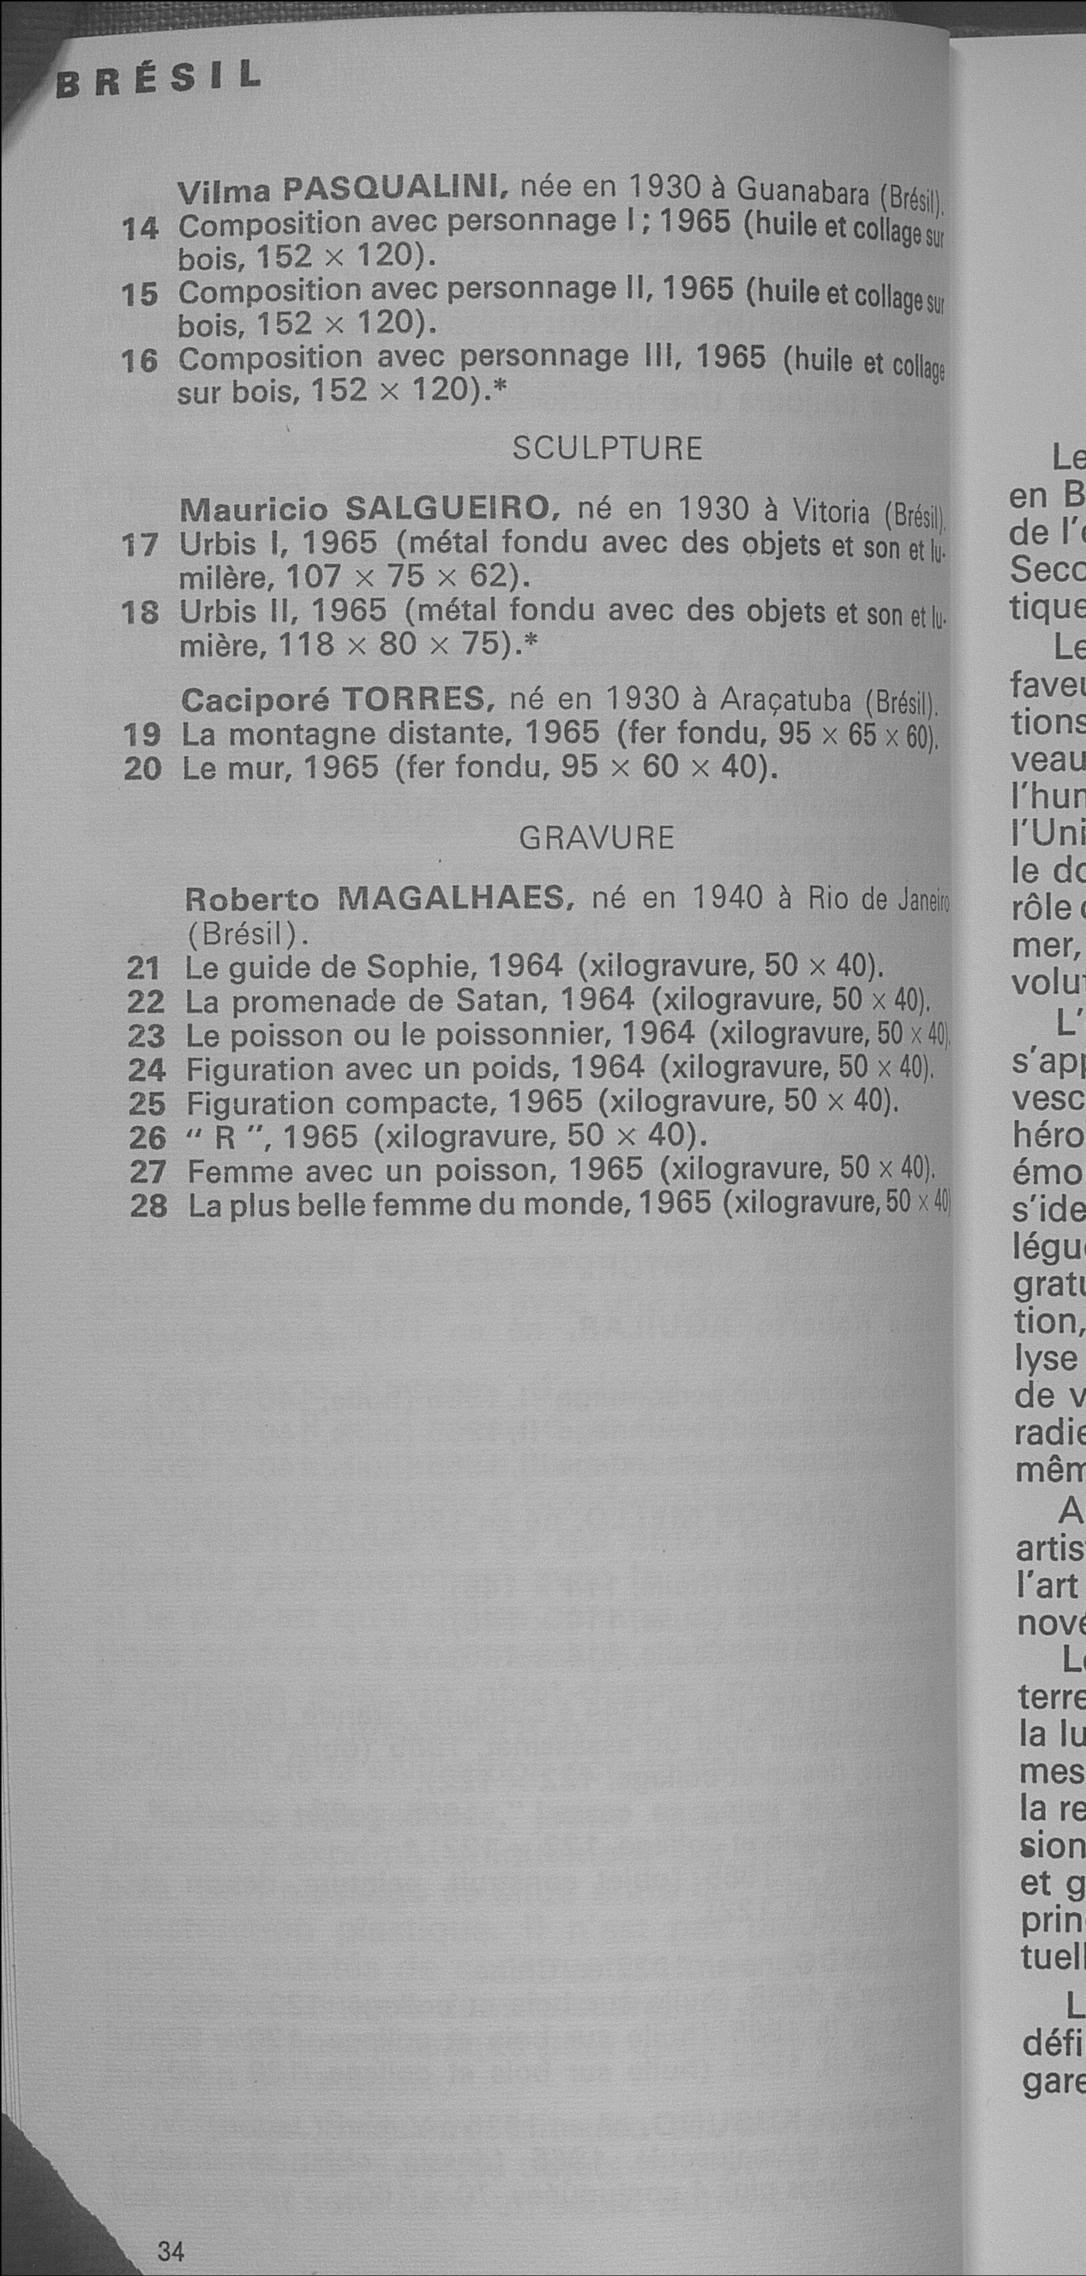 BRÉSIL
Vilma PASQUALINI, née en 1930 à Guanabara (Brésil).
14 Composition avec personnage I ; 1965 (huile et collage sur
bois, 152 × 120).
15 Composition avec personnage II, 1965 (huile et collage sur
bois, 152 × 120).
16 Composition avec personnage III, 1965 (huile et collage
sur bois, 152 × 120).*
SCULPTURE
Mauricio SALGUEIRO, né en 1930 à Vitoria (Brésil).
17 Urbis I, 1965 (métal fondu avec des objets et son et lu-
milère, 107 × 75 × 62).
18 Urbis II, 1965 (métal fondu avec des objets et son et lu-
mière, 118 × 80 × 75).*
Caciporé TORRES, né en 1930 à Araçatuba (Brésil).
19 La montagne distante, 1965 (fer fondu, 95 × 65 × 60).
20 Le mur, 1965 (fer fondu, 95 × 60 × 40).
GRAVURE
Roberto MAGALHAES, né en 1940 à Rio de Janeiro
(Brésil).
21 Le guide de Sophie, 1964 (xilogravure, 50 × 40).
22 La promenade de Satan, 1964 (xilogravure, 50 × 40).
23 Le poisson ou le poissonnier, 1964 (xilogravure, 50 × 40).
24 Figuration avec un poids, 1964 (xilogravure, 50 × 40).
25 Figuration compacte, 1965 (xilogravure, 50 × 40).
26 “ R ”, 1965 (xilogravure, 50 × 40).
27 Femme avec un poisson, 1965 (xilogravure, 50 × 40).
28 La plus belle femme du monde, 1965 (xilogravure, 50 × 40)
34
Le
en B
de l'
Seco
tique
Le
faveu
tions
veau
l'hum
l'Uni
le do
rôle
mer,
volut
L'
s'app
vesc
héro
émo
s'ide
légu
gratu
tion,
lyse
de v
radie
mêm
A
artis
l'art
nové
Le
terre
la lu
mes
la re
sion
et g
prin
tuell
L
défi
gare